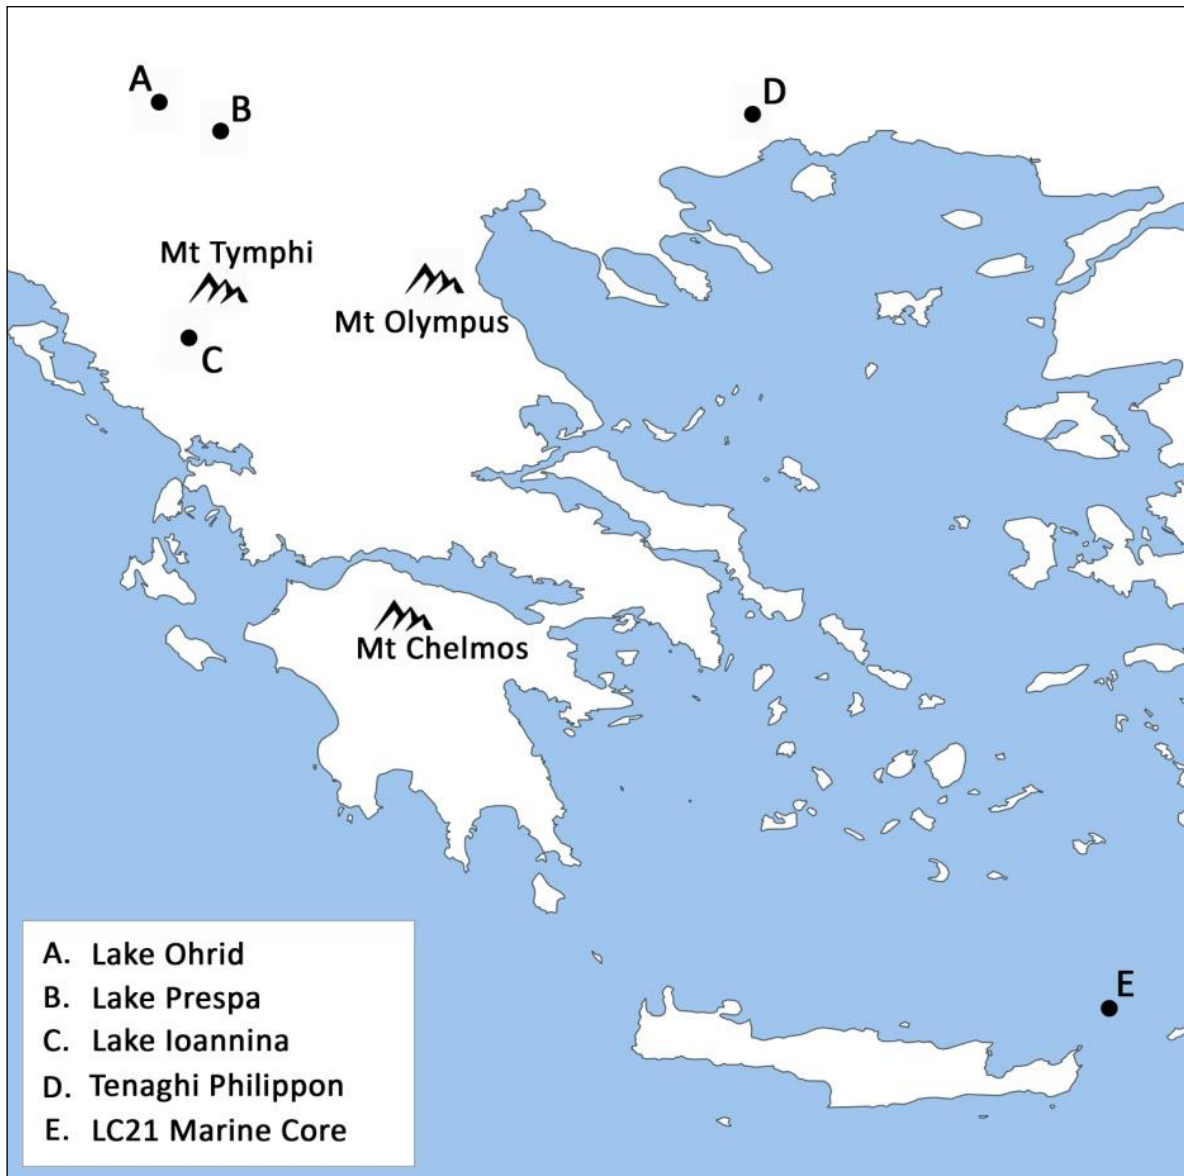 A
B
D
Mt Tymphi
Mt Olympus
C
Mt Chelmos
E
A. Lake Ohrid
B. Lake Prespa
C. Lake Ioannina
D. Tenaghi Philippon
E. LC21 Marine Core